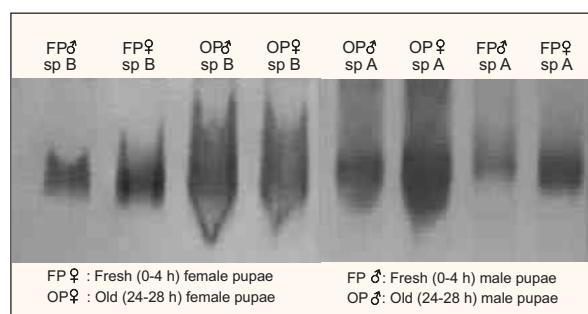 FP♂ FP♀ OP♂ OP♀ OP♂ OP♀ FP♂ FP♀
sp B sp B sp B sp B sp A sp A sp A sp A
FP♀ : Fresh (0-4 h) female pupae
OP♀ : Old (24-28 h) female pupae
FP♂: Fresh (0-4 h) male pupae
OP♂: Old (24-28 h) male pupae